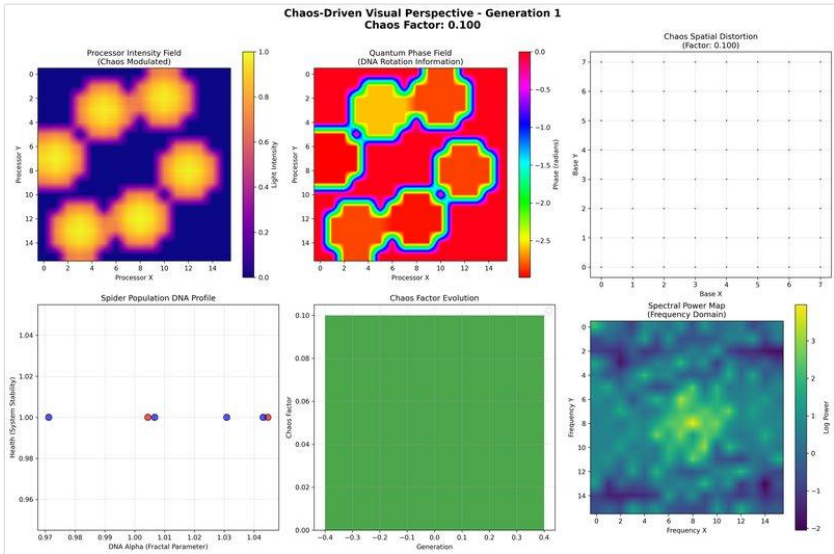 Chaos-Driven Visual Perspective - Generation 1
Chaos Factor: 0.100
Processor Intensity Field
(Chaos Modulated)
0
2
4
6
8
10
12
14
Processor Y
0 2 4 6 8 10 12 14
Processor X
1.0
0.8
0.6
0.4
0.2
0.0
Light Intensity
Quantum Phase Field
(DNA Rotation Information)
0
2
4
6
8
10
12
14
Processor Y
0 2 4 6 8 10 12 14
Processor X
0.0
-0.5
-1.0
-1.5
-2.0
-2.5
Phase (radians)
Chaos Spatial Distortion
(Factor: 0.100)
7
6
5
4
3
2
1
0
Base Y
0 1 2 3 4 5 6 7
Base X
Spider Population DNA Profile
1.04
1.02
1.00
0.98
0.96
Health (System Stability)
0.97 0.98 0.99 1.00 1.01 1.02 1.03 1.04
DNA Alpha (Fractal Parameter)
Chaos Factor Evolution
0.10
0.08
0.06
0.04
0.02
0.00
Chaos Factor
-0.4 -0.3 -0.2 -0.1 0.0 0.1 0.2 0.3 0.4
Generation
Spectral Power Map
(Frequency Domain)
0
2
4
6
8
10
12
14
Frequency Y
0 2 4 6 8 10 12 14
Frequency X
3
2
1
0
-1
-2
Log Power